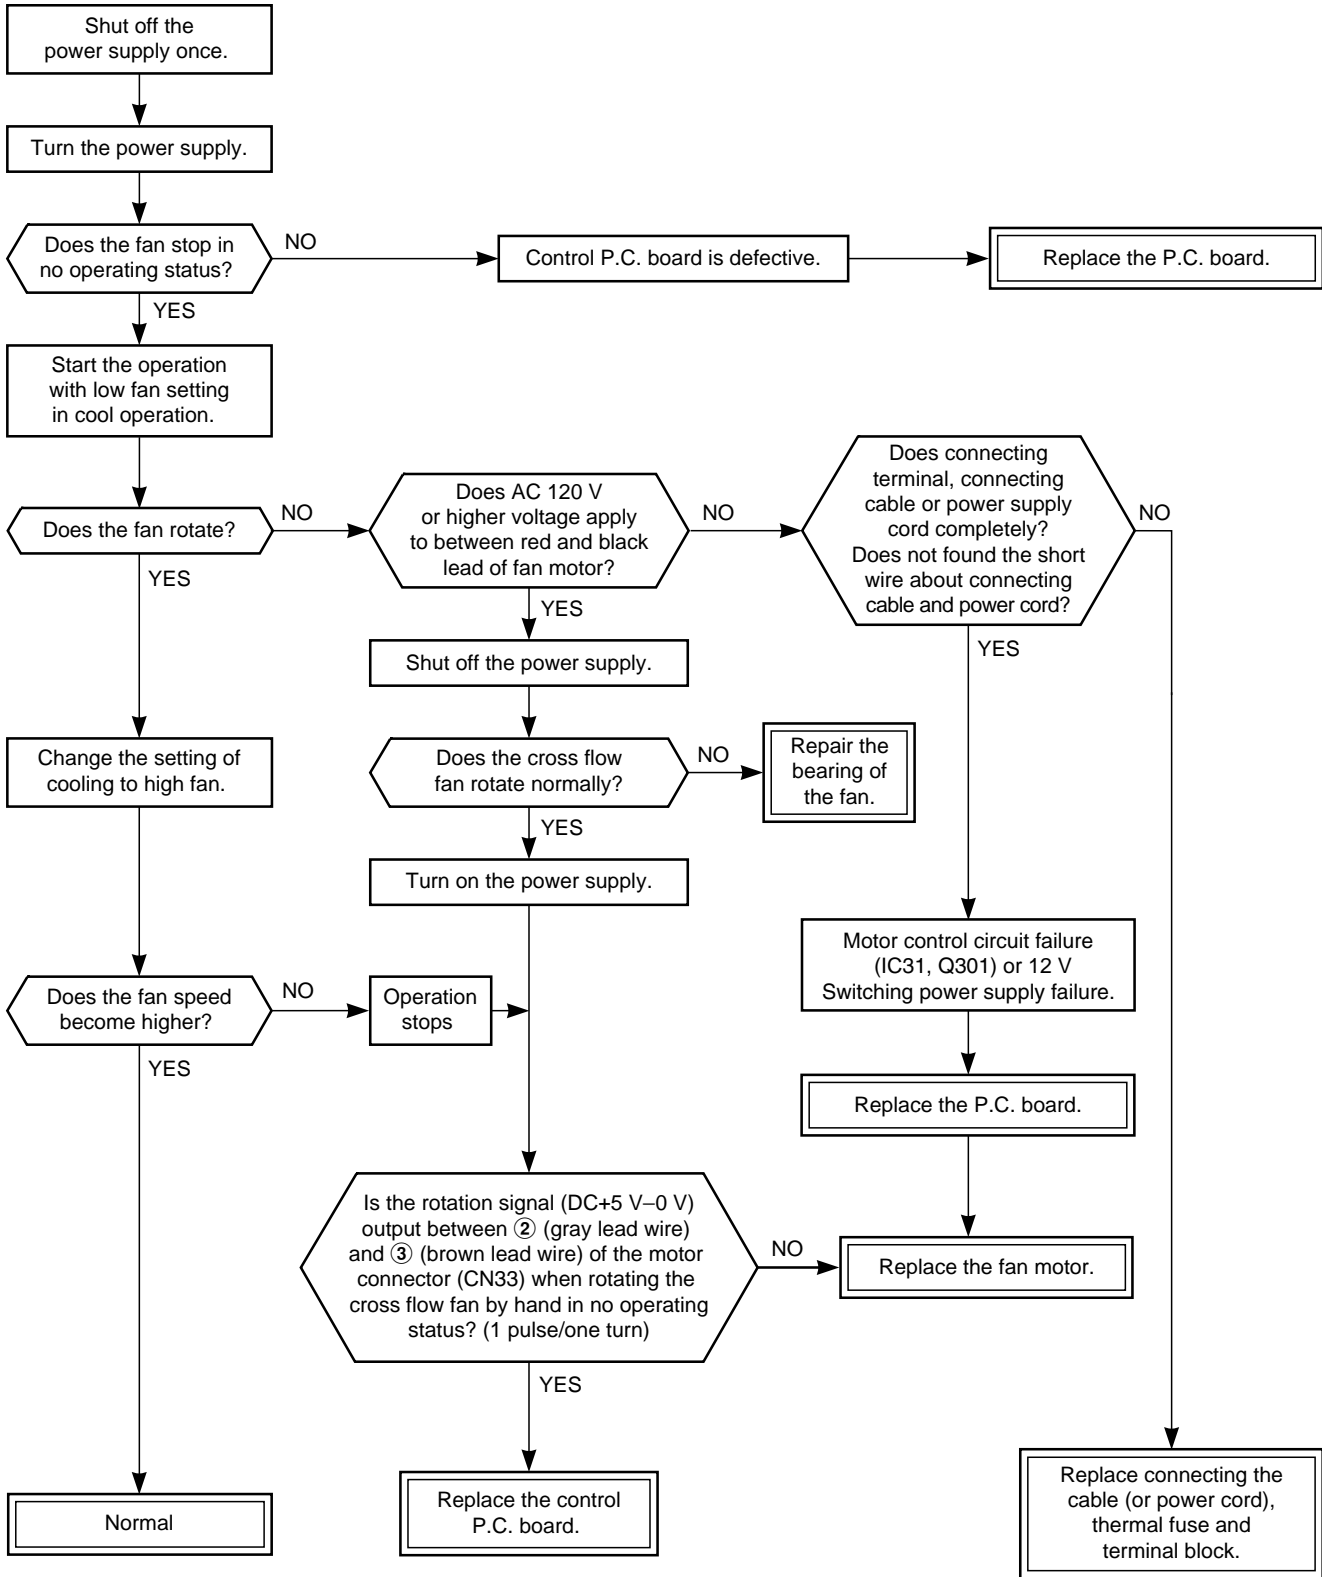 Shut off the
power supply once.
Turn the power supply.
Does the fan stop in
no operating status?
NO
Control P.C. board is defective.
Replace the P.C. board.
YES
Start the operation
with low fan setting
in cool operation.
Does the fan rotate?
NO
Does AC 120 V
or higher voltage apply
to between red and black
lead of fan motor?
NO
Does connecting
terminal, connecting
cable or power supply
cord completely?
Does not found the short
wire about connecting
cable and power cord?
NO
YES
YES
YES
Shut off the power supply.
Change the setting of
cooling to high fan.
Does the cross flow
fan rotate normally?
NO
Repair the
bearing of
the fan.
YES
Turn on the power supply.
Motor control circuit failure
(IC31, Q301) or 12 V
Switching power supply failure.
Does the fan speed
become higher?
NO
Operation
stops
YES
Replace the P.C. board.
Is the rotation signal (DC+5 V–0 V)
output between ② (gray lead wire)
and ③ (brown lead wire) of the motor
connector (CN33) when rotating the
cross flow fan by hand in no operating
status? (1 pulse/one turn)
NO
Replace the fan motor.
YES
Normal
Replace the control
P.C. board.
Replace connecting the
cable (or power cord),
thermal fuse and
terminal block.